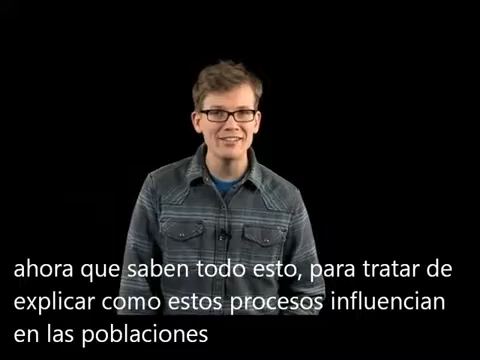 ahora que saben todo esto, para tratar de
explicar como estos procesos influencian
en las poblaciones